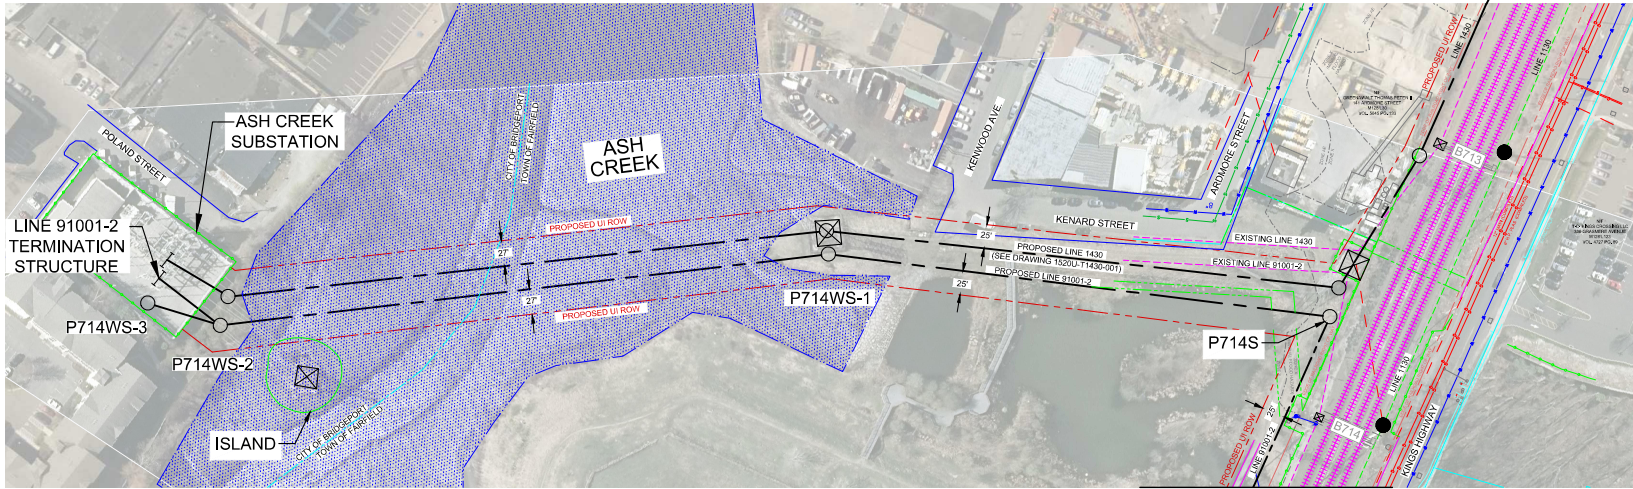 POLAND STREET
ASH CREEK
SUBSTATION
LINE 91001-2
TERMINATION
STRUCTURE
P714WS-3
P714WS-2
ISLAND
CITY OF BRIDGEPORT
TOWN OF FAIRFIELD
CITY OF BRIDGEPORT
TOWN OF FAIRFIELD
ASH
CREEK
PROPOSED UI ROW
27'
27'
PROPOSED UI ROW
P714WS-1
KENWOOD AVE.
ARDMORE STREET
KENARD STREET
25'
PROPOSED LINE 1430
(SEE DRAWING 1520U-T1430-001)
PROPOSED LINE 91001-2
25'
EXISTING LINE 1430
EXISTING LINE 91001-2
P714S
PROPOSED UI ROW
LINE 1430
LINE 1130
B713
LINE 1130
B714
KINGS HIGHWAY
25'
PROPOSED UI ROW
LINE 91001-2